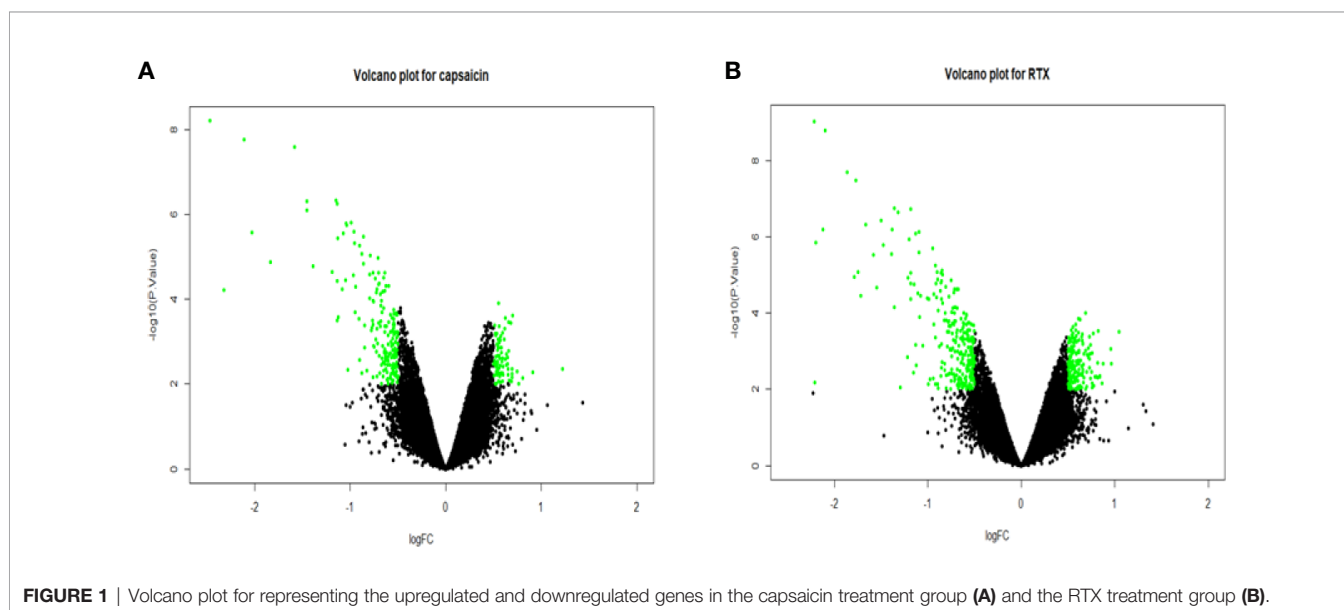 A
Volcano plot for capsaicin
-log10(P.Value)
8
6
4
2
0
-2 -1 0 1 2
logFC
B
Volcano plot for RTX
-log10(P.Value)
8
6
4
2
0
-2 -1 0 1 2
logFC
FIGURE 1 | Volcano plot for representing the upregulated and downregulated genes in the capsaicin treatment group (A) and the RTX treatment group (B).